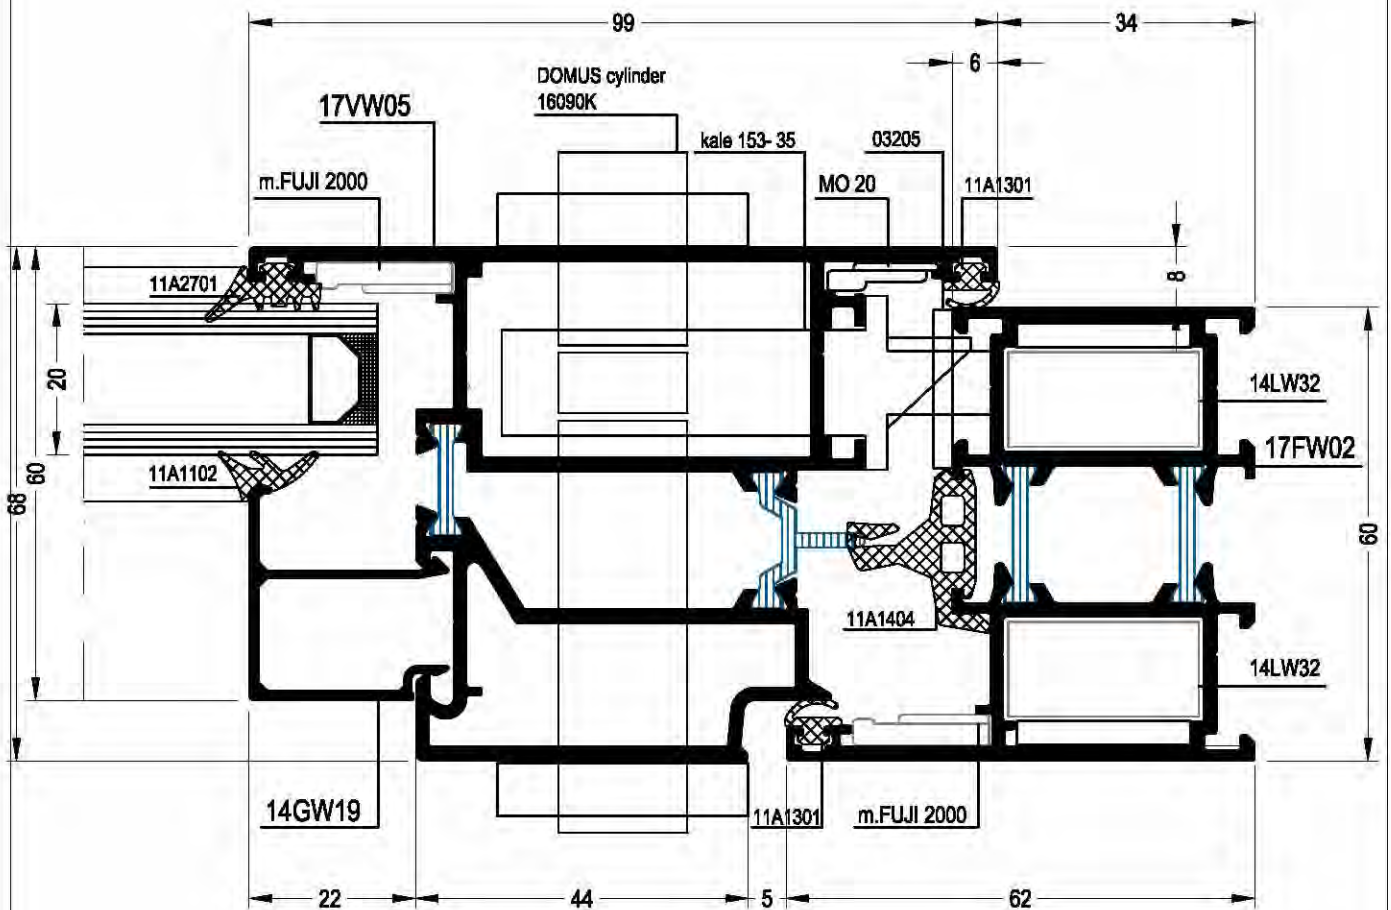 99
34
6
DOMUS cylinder
16090K
17VW05
kale 153- 35
03205
m.FUJI 2000
MO 20
11A1301
11A2701
8
20
14LW32
11A1102
17FW02
60
68
60
11A1404
14LW32
14GW19
11A1301
m.FUJI 2000
22
44
5
62